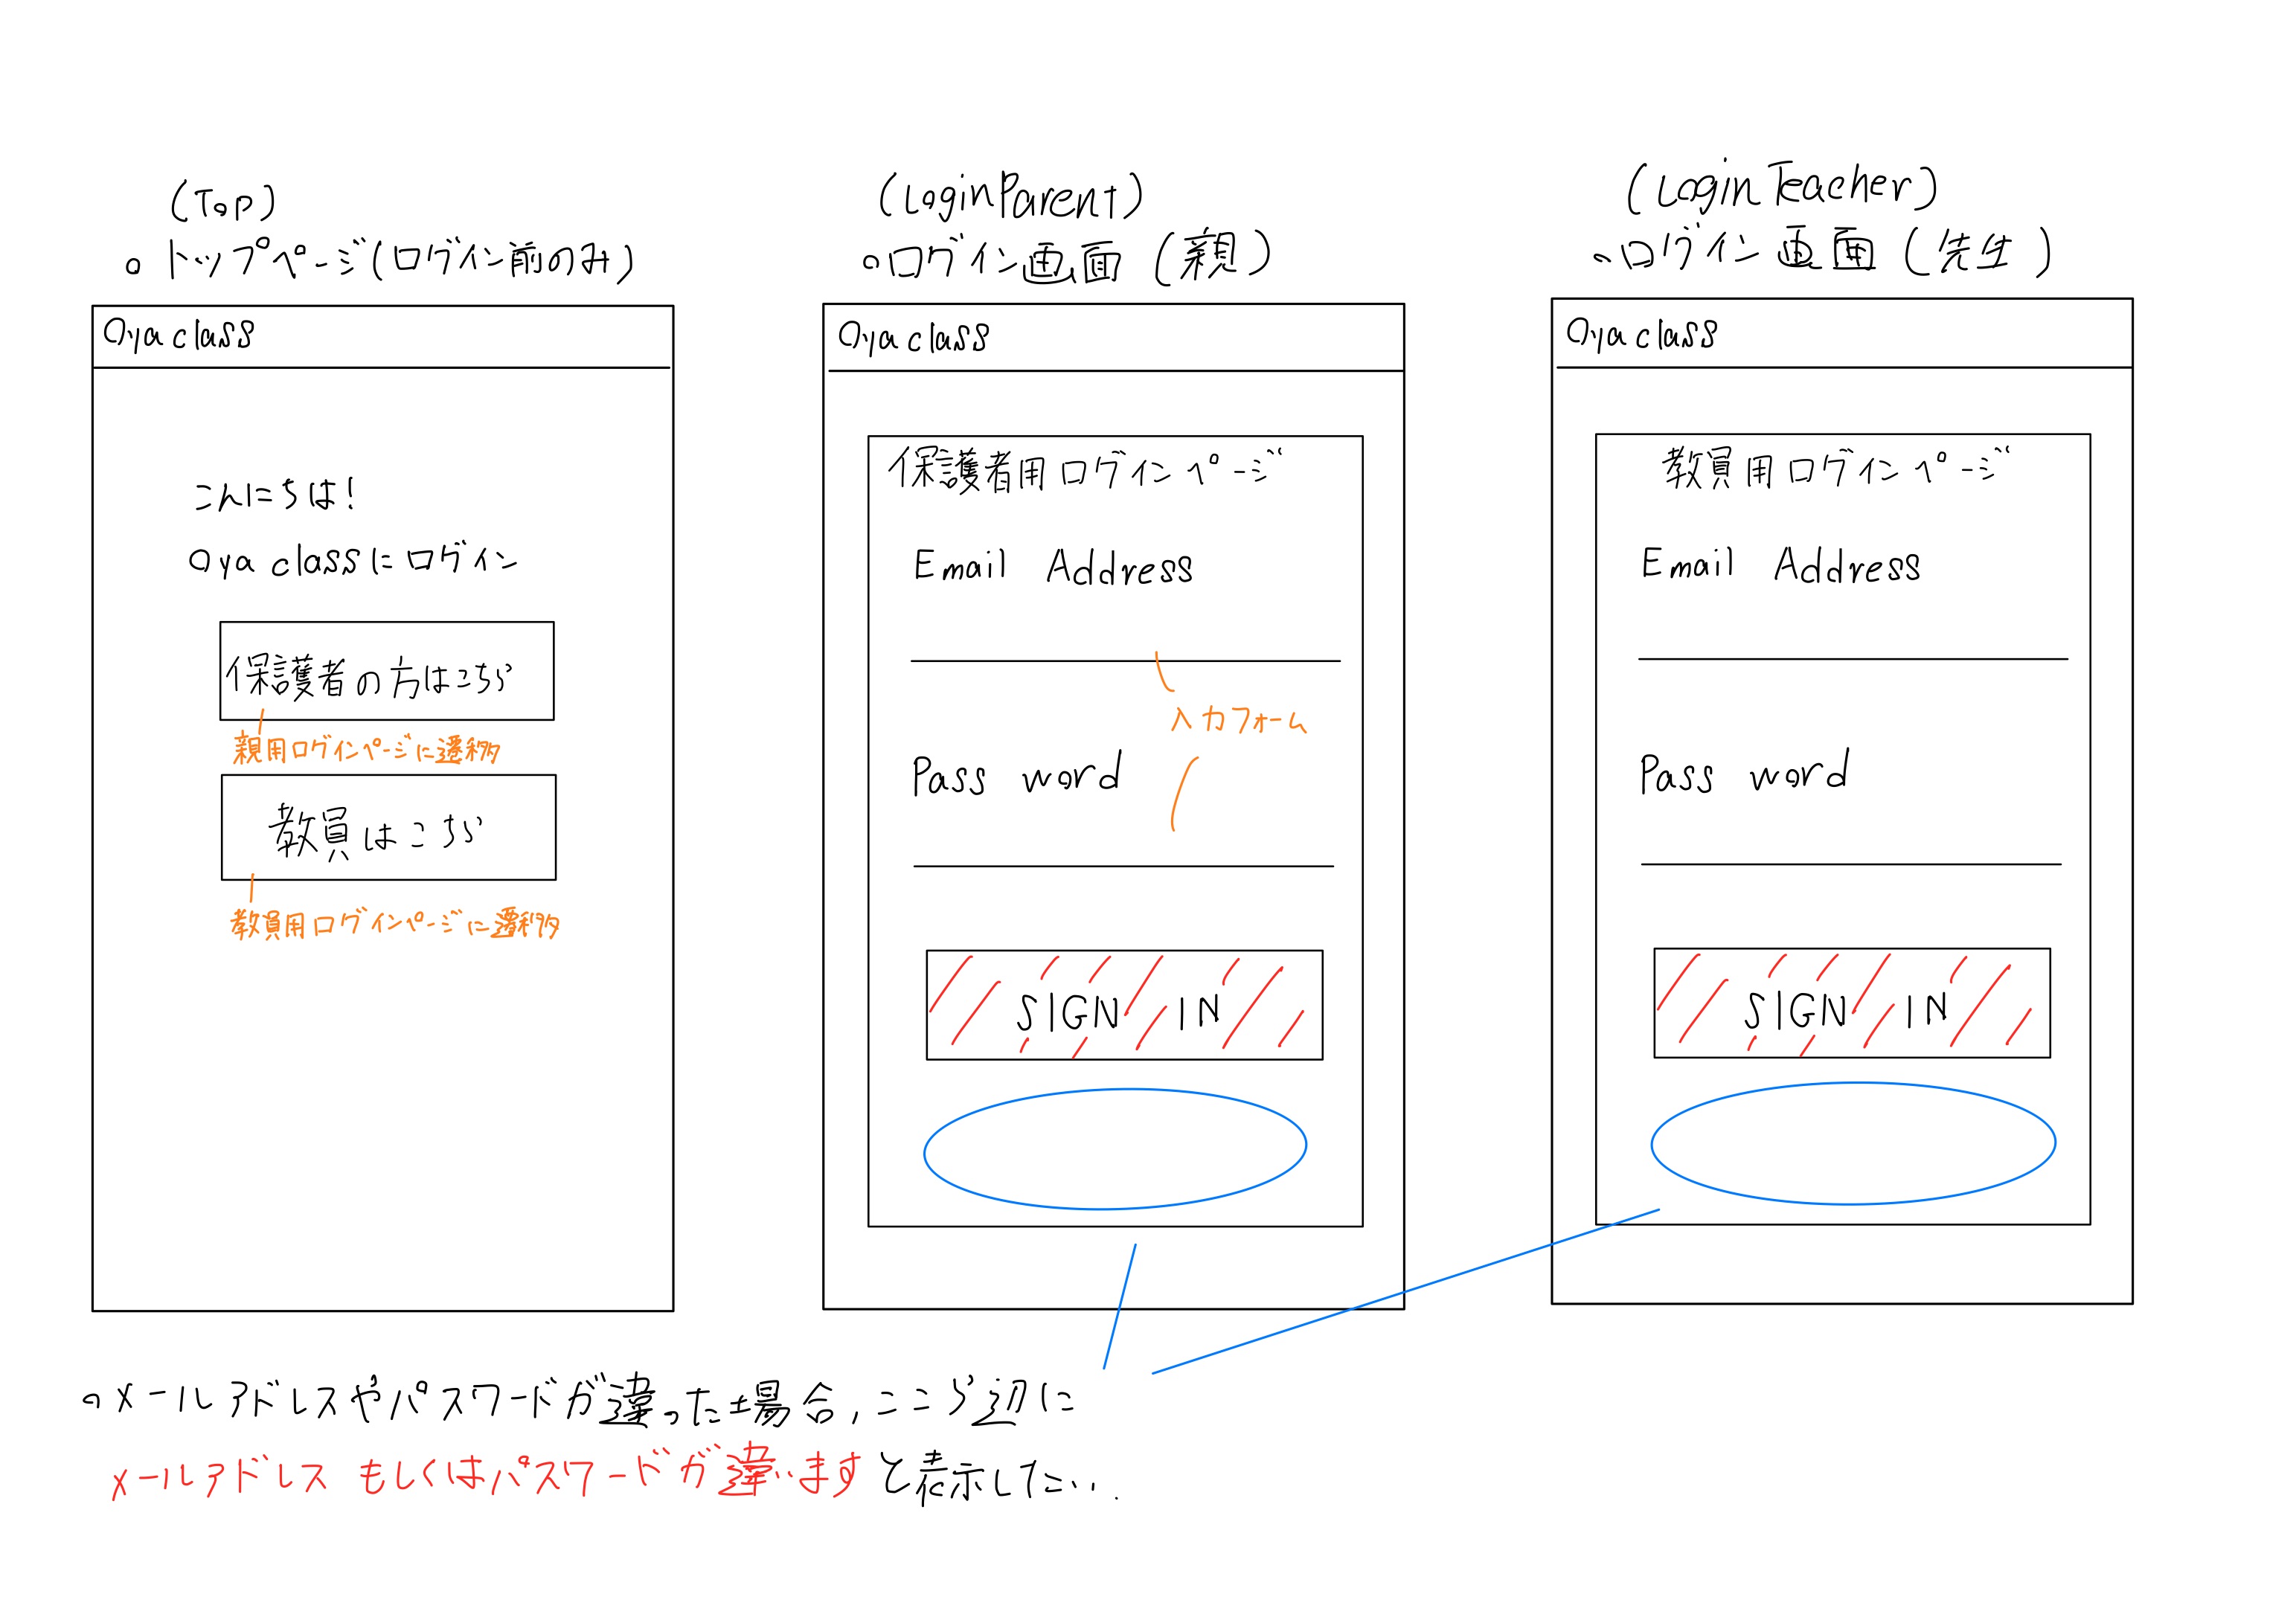 (Top)
○トップページ(ログイン前のみ)
Oya class
こんにちは!
Oya classにログイン
保護者の方はこちら
親用ログインページに遷移
教員はこちら
教員用ログインページに遷移
(LoginParent)
○ログイン画面(親)
Oya class
保護者用ログインページ
Email Address
入力フォーム
Pass word
SIGN IN
(LoginTeacher)
○ログイン画面(先生)
Oya class
教員用ログインページ
Email Address
Pass word
SIGN IN
○メールアドレスやパスワードが違った場合,ここら辺に
メールアドレスもしくはパスワードが違いますと表示したい.